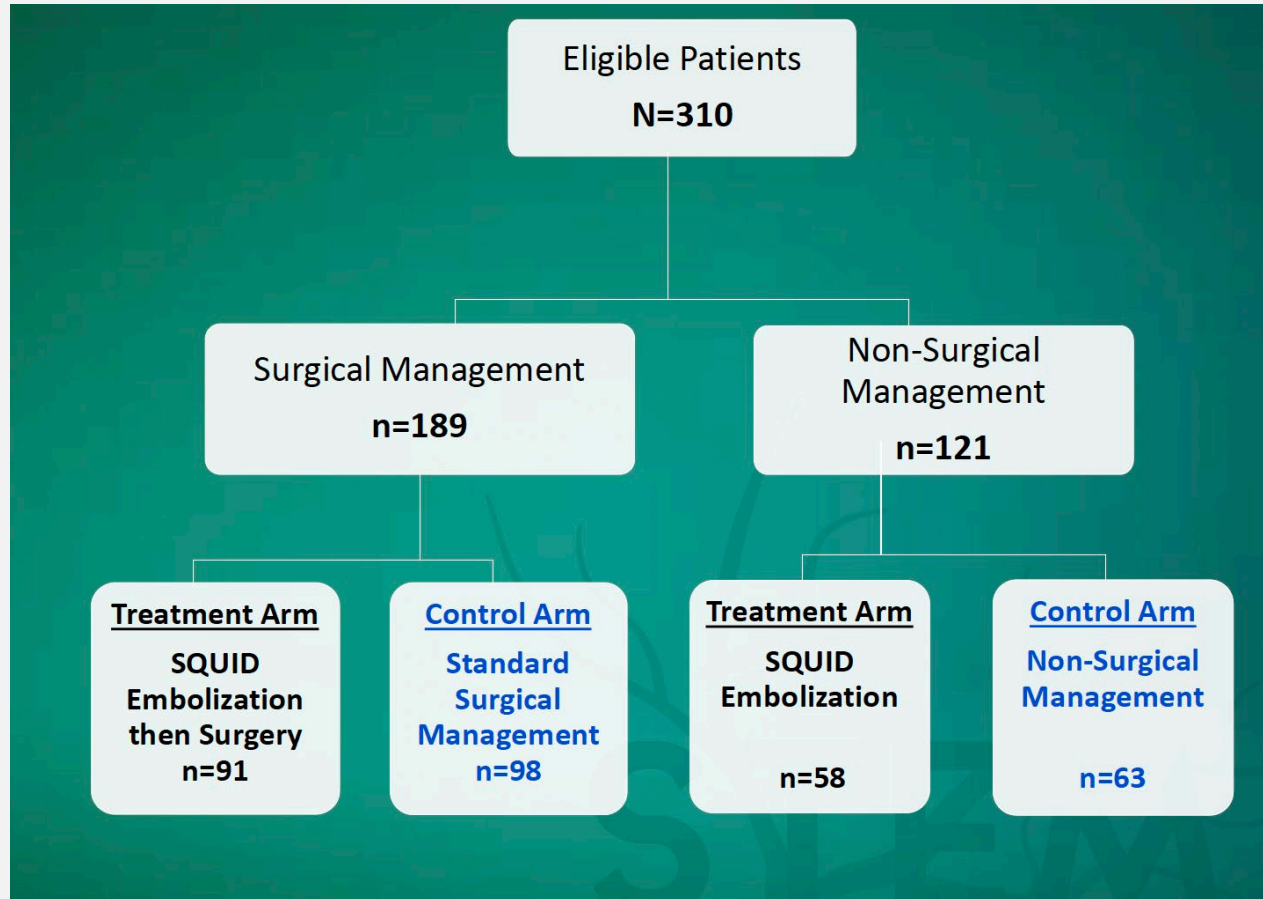 Eligible Patients
N=310
Surgical Management
n=189
Non-Surgical
Management
n=121
Treatment Arm
SQUID
Embolization
then Surgery
n=91
Control Arm
Standard
Surgical
Management
n=98
Treatment Arm
SQUID
Embolization
n=58
Control Arm
Non-Surgical
Management
n=63
STEM